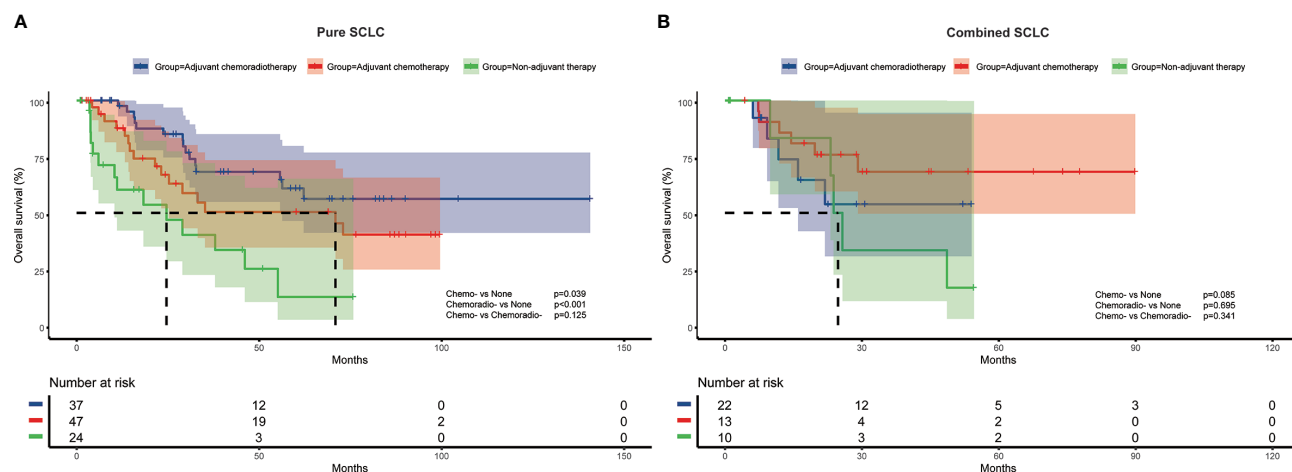 A
Pure SCLC
Group=Adjuvant chemoradiotherapy Group=Adjuvant chemotherapy Group=Non-adjuvant therapy
Overall survival (%)
100
75
50
25
0
Chemo- vs None p=0.039
Chemoradio- vs None p<0.001
Chemo- vs Chemoradio- p=0.125
0 50 100 150
Months
Number at risk
37 12 0 0
47 19 2 0
24 3 0 0
0 50 100 150
Months
B
Combined SCLC
Group=Adjuvant chemoradiotherapy Group=Adjuvant chemotherapy Group=Non-adjuvant therapy
Overall survival (%)
100
75
50
25
0
Chemo- vs None p=0.085
Chemoradio- vs None p=0.695
Chemo- vs Chemoradio- p=0.341
0 30 60 90 120
Months
Number at risk
22 12 5 3 0
13 4 2 0 0
10 3 2 0 0
0 30 60 90 120
Months